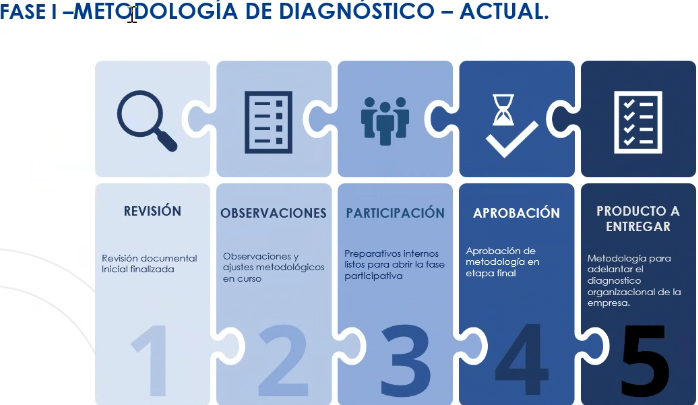 FASE I –METODOLOGÍA DE DIAGNÓSTICO – ACTUAL.
REVISIÓN
Revisión documental
Inicial finalizada
1
OBSERVACIONES
Observaciones y
ajustes metodológicos
en curso
2
PARTICIPACIÓN
Preparativos internos
listos para abrir la fase
participativa
3
APROBACIÓN
Aprobación de
metodología en
etapa final
4
PRODUCTO A
ENTREGAR
Metodología para
adelantar el
diagnostico
organizacional de la
empresa.
5